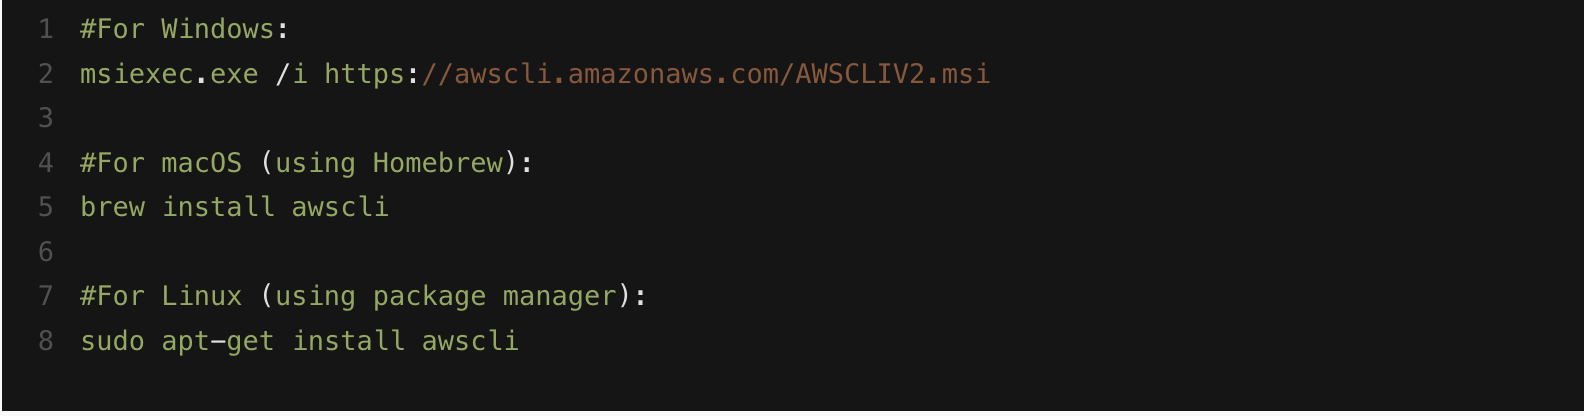 1 #For Windows:
2 msiexec.exe /i https://awscli.amazonaws.com/AWSCLIV2.msi
3
4 #For macOS (using Homebrew):
5 brew install awscli
6
7 #For Linux (using package manager):
8 sudo apt-get install awscli